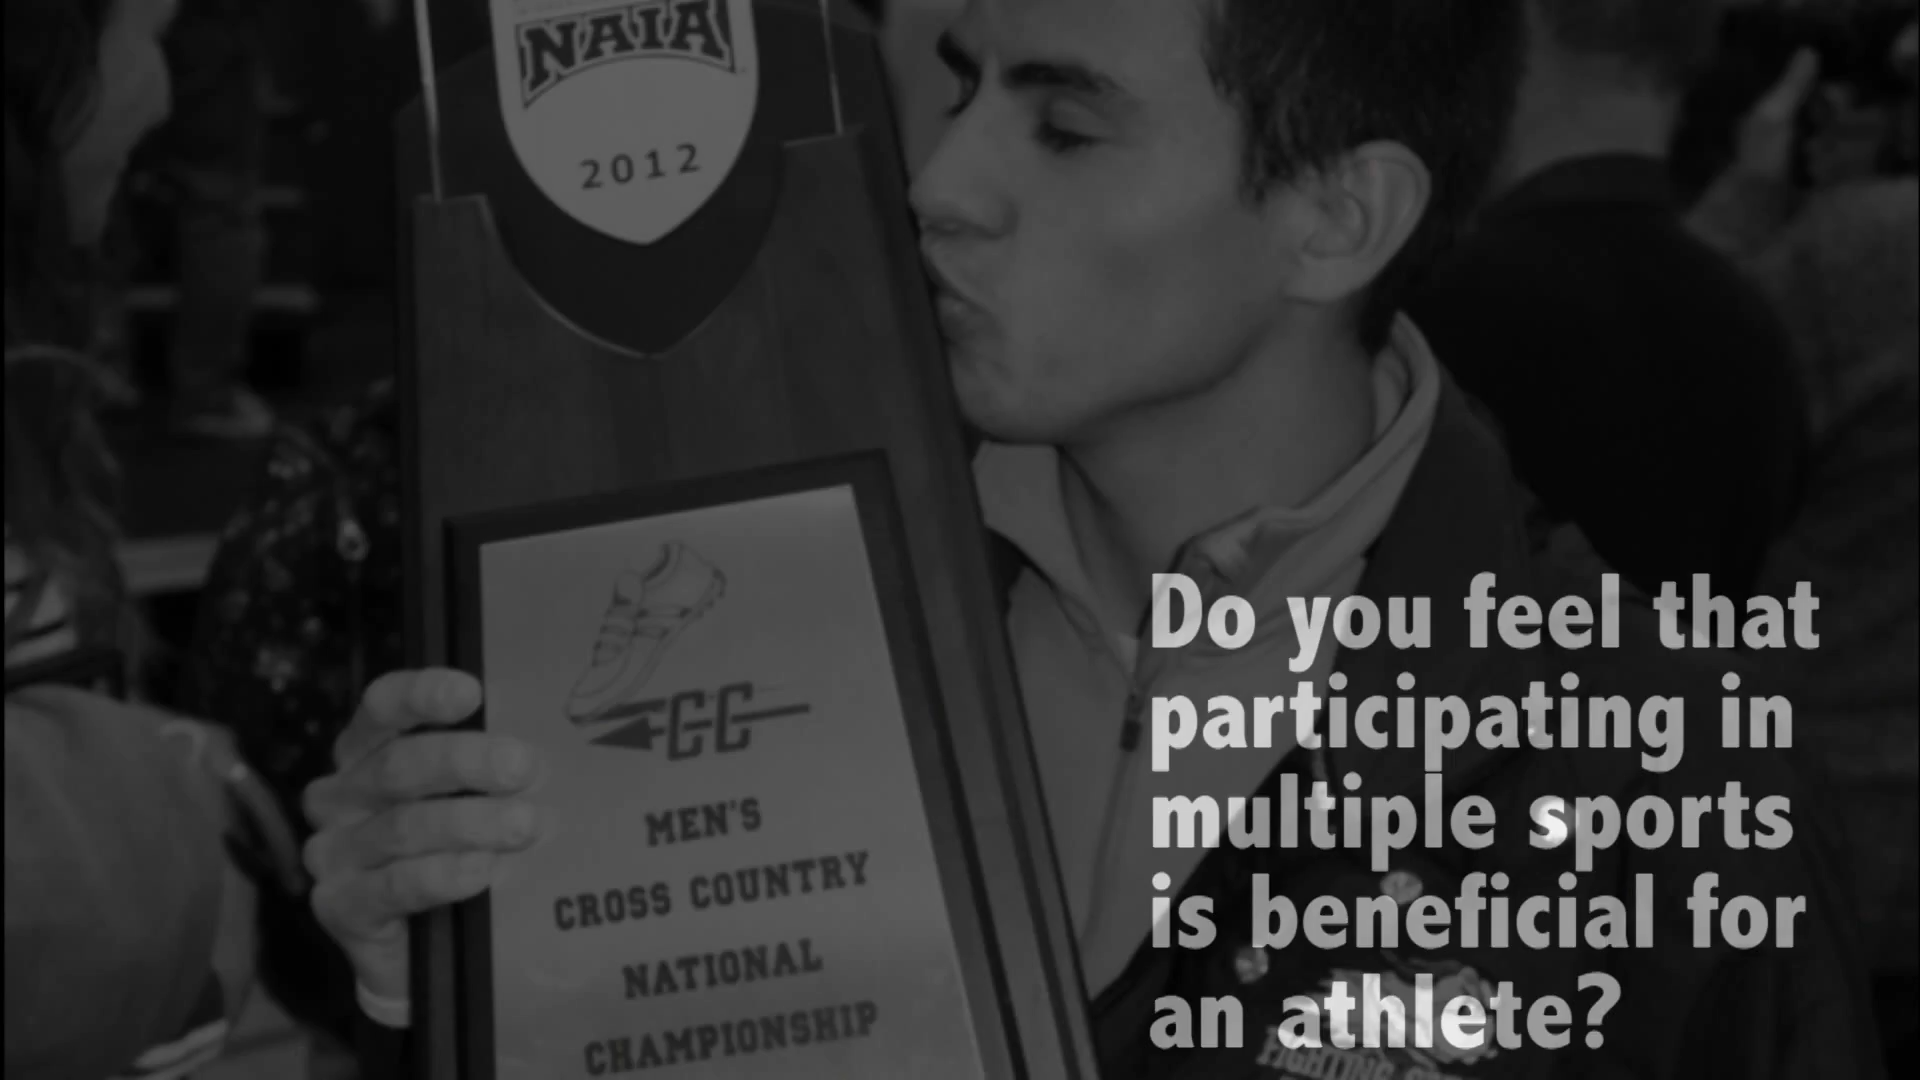 NAIA
2012
CC
MEN'S
CROSS COUNTRY
NATIONAL
CHAMPIONSHIP
Do you feel that
participating in
multiple sports
is beneficial for
an athlete?
FIGHTING